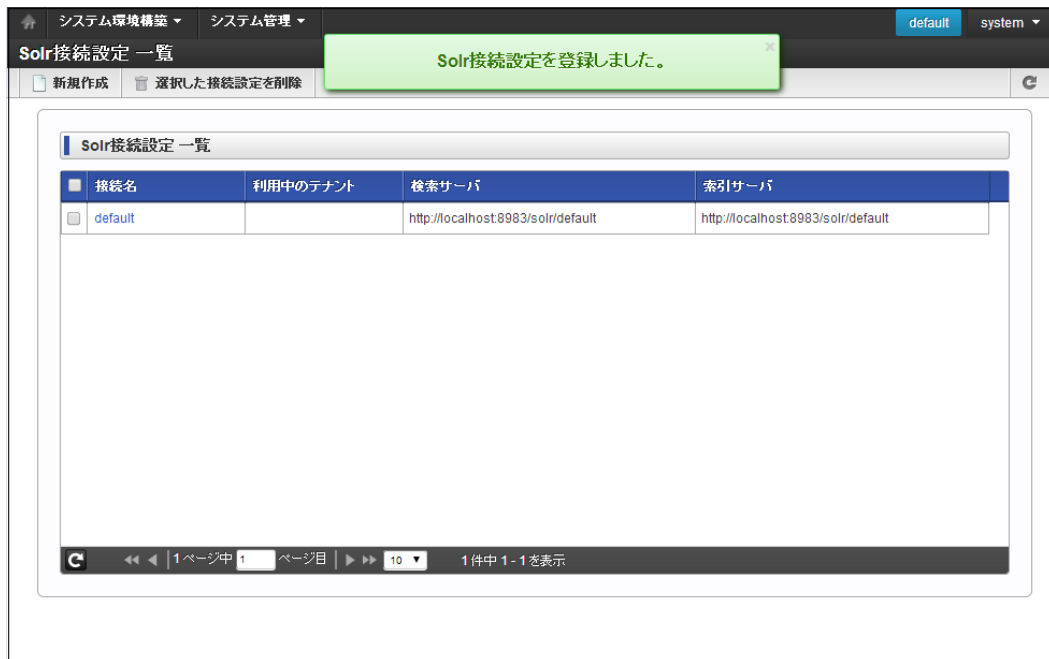 システム環境構築 ▼ システム管理 ▼ default system ▼
Solr接続設定 一覧
Solr接続設定を登録しました。 ×
新規作成 選択した接続設定を削除
Solr接続設定 一覧
接続名 利用中のテナント 検索サーバ 索引サーバ
default http://localhost:8983/solr/default http://localhost:8983/solr/default
1 ページ中 1 ページ目 10 ▼ 1 件中 1 - 1 を表示